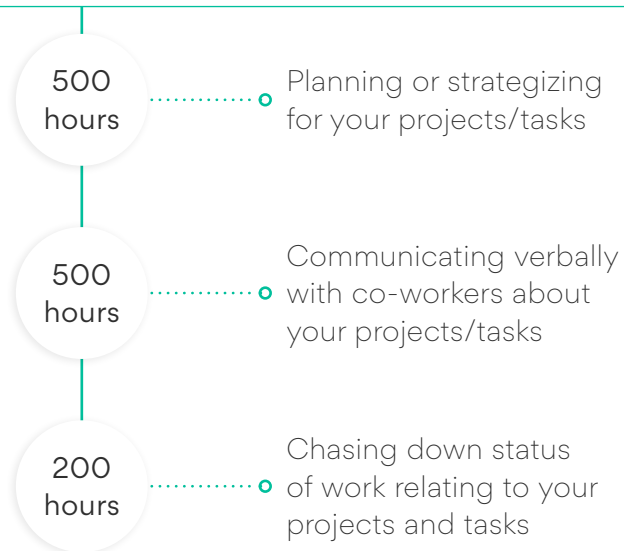 500
hours
Planning or strategizing
for your projects/tasks
500
hours
Communicating verbally
with co-workers about
your projects/tasks
200
hours
Chasing down status
of work relating to your
projects and tasks